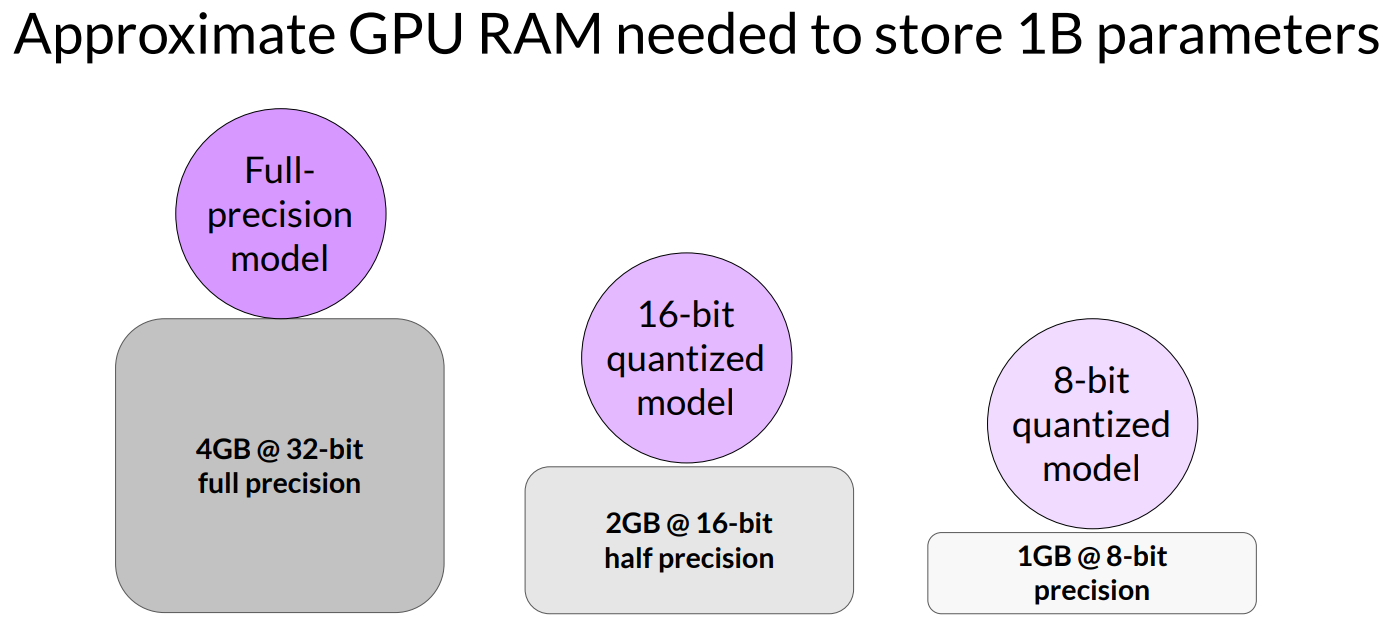 Approximate GPU RAM needed to store 1B parameters
Full-
precision
model
4GB @ 32-bit
full precision
16-bit
quantized
model
2GB @ 16-bit
half precision
8-bit
quantized
model
1GB @ 8-bit
precision